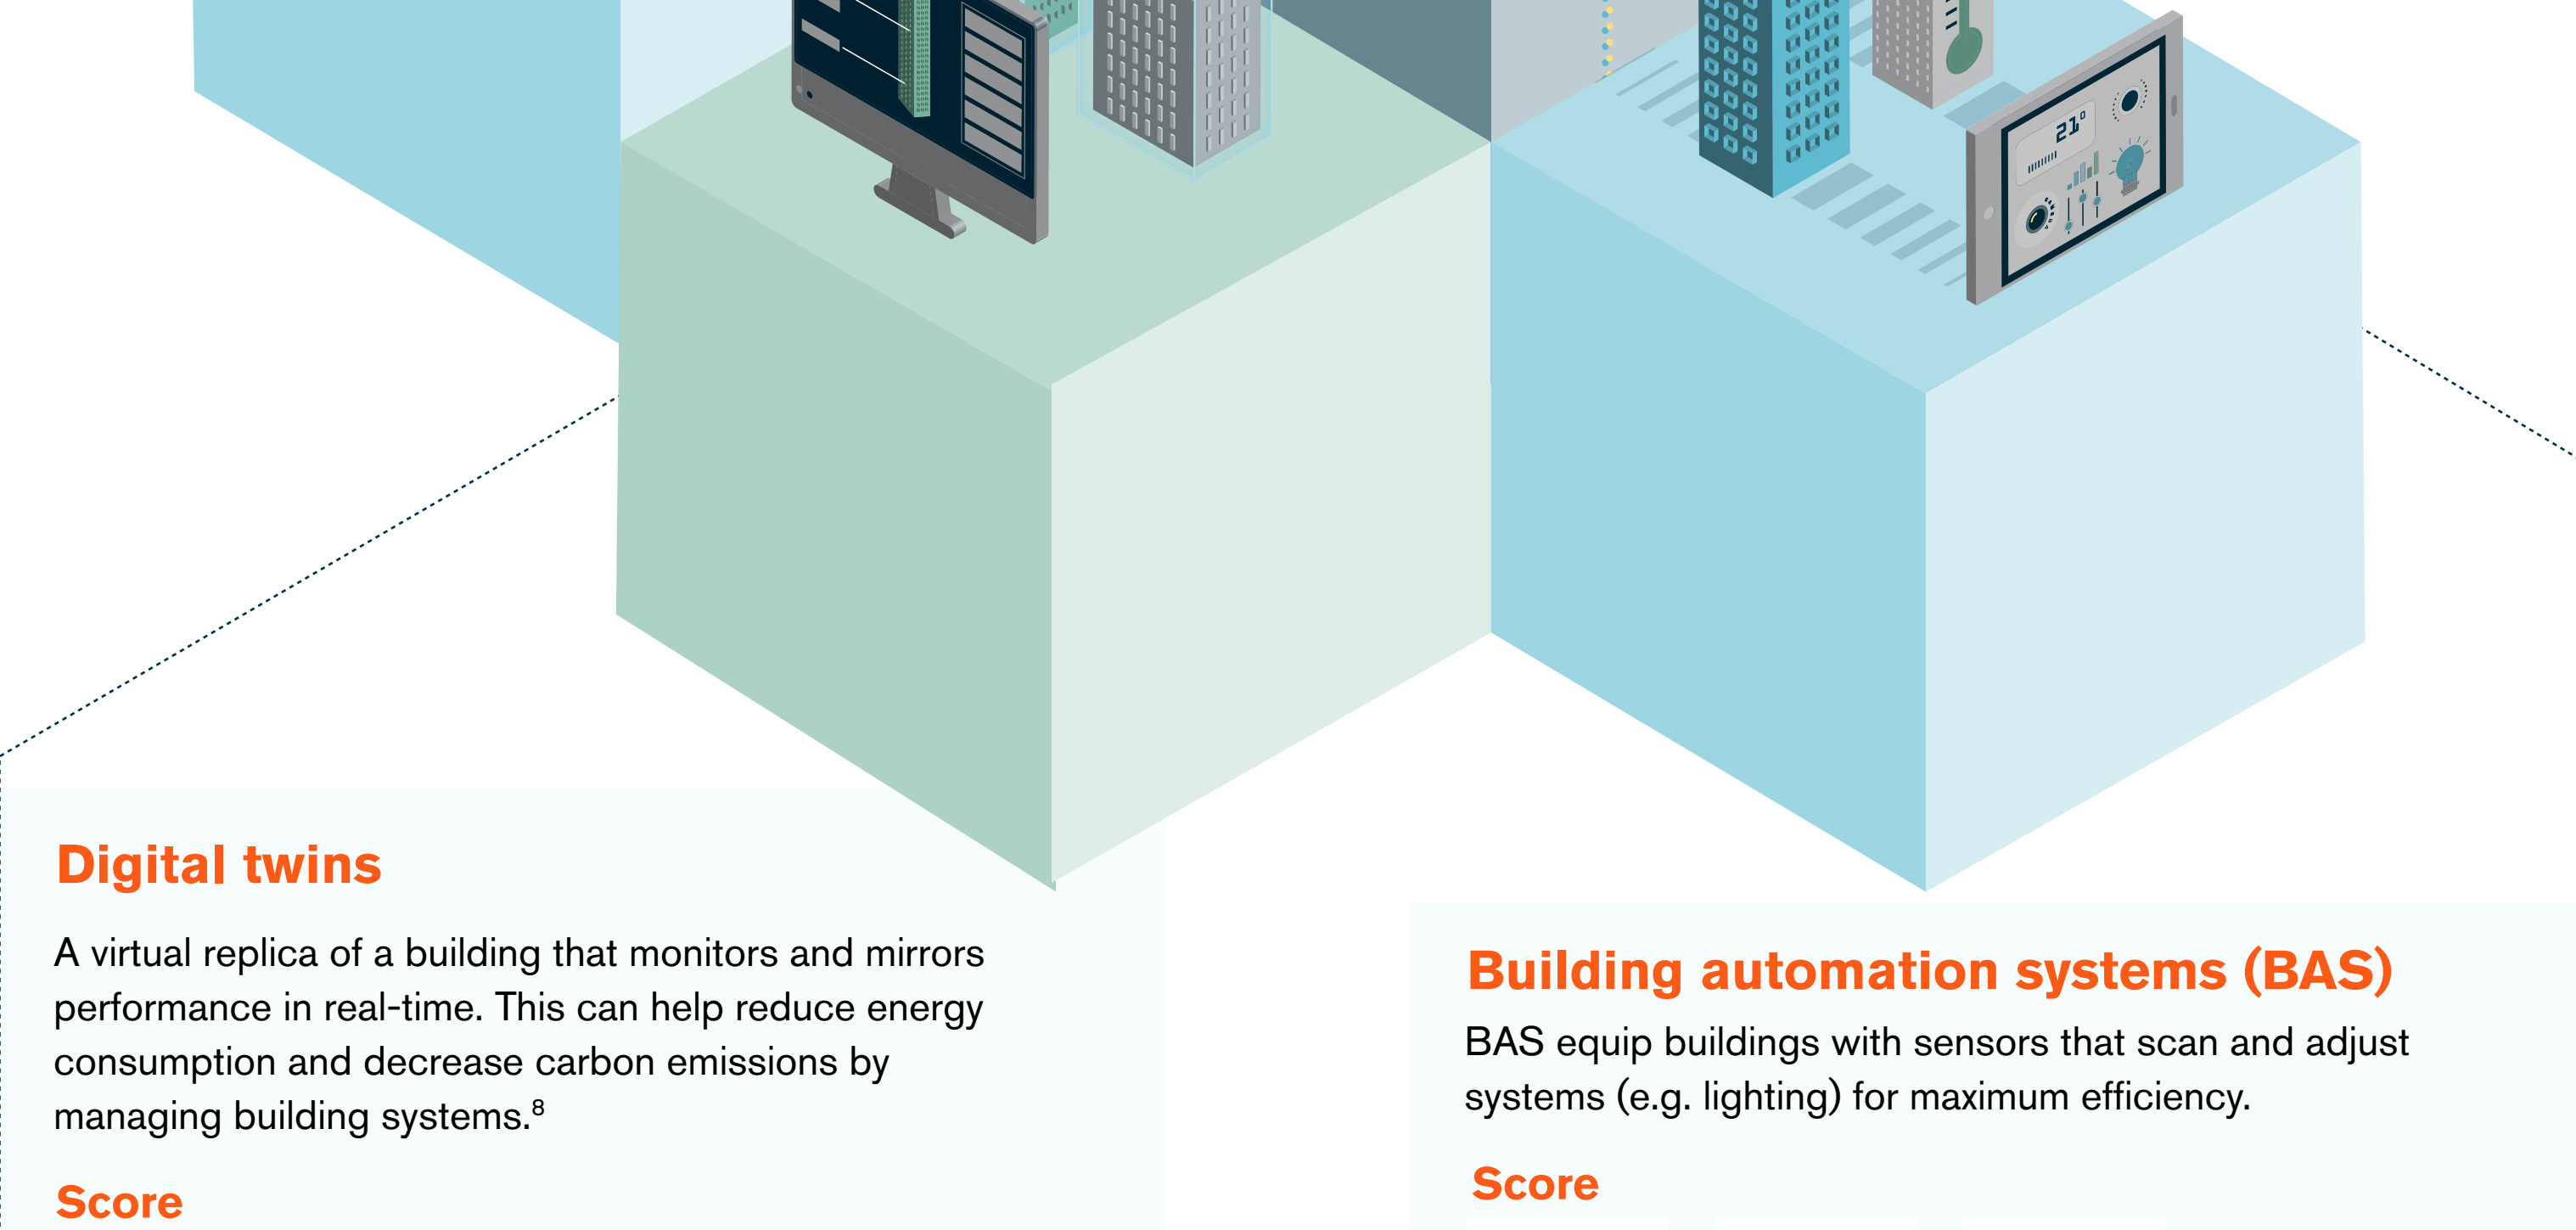 21°
Digital twins
A virtual replica of a building that monitors and mirrors
performance in real-time. This can help reduce energy
consumption and decrease carbon emissions by
managing building systems.⁸
Score
Building automation systems (BAS)
BAS equip buildings with sensors that scan and adjust
systems (e.g. lighting) for maximum efficiency.
Score